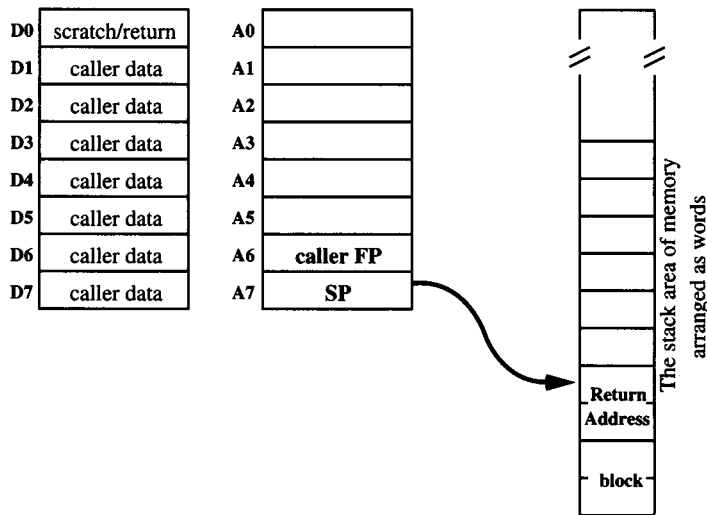 D0 scratch/return A0
D1 caller data A1
D2 caller data A2
D3 caller data A3
D4 caller data A4
D5 caller data A5
D6 caller data A6 caller FP
D7 caller data A7 SP
Return
Address
block
The stack area of memory
arranged as words